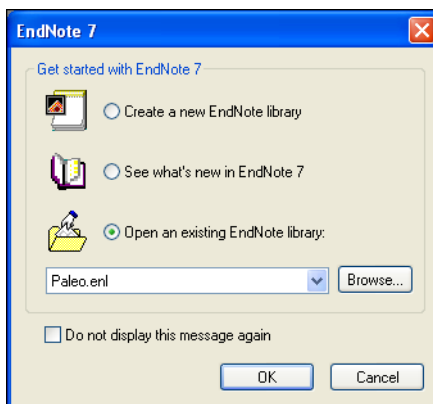 EndNote 7
Get started with EndNote 7
Create a new EndNote library
See what's new in EndNote 7
Open an existing EndNote library:
Paleo.enl
Browse...
Do not display this message again
OK
Cancel